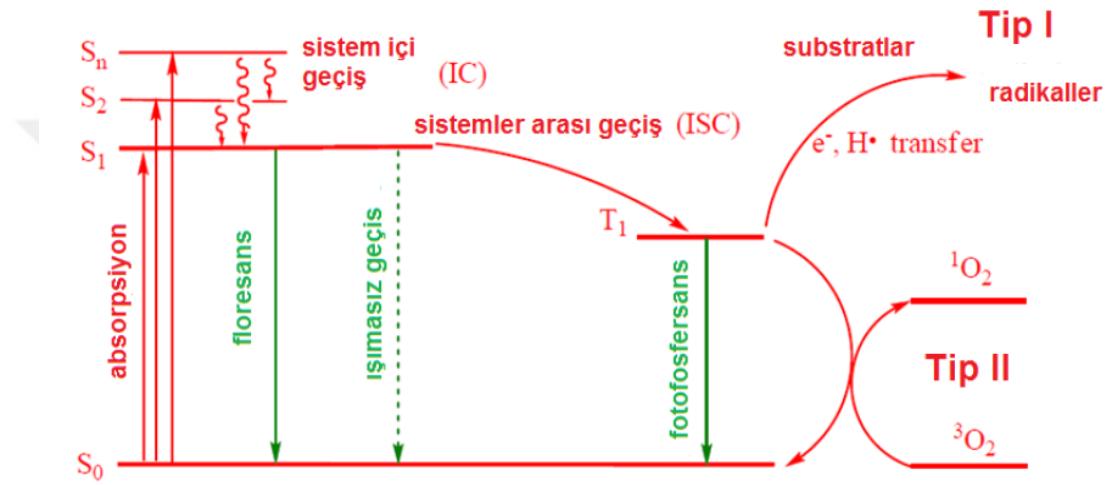 Sₙ
sistem içi
geçiş
(IC)
substratlar
Tip I
radikaller
S₂
S₁
sistemler arası geçiş (ISC)
e⁻, H• transfer
T₁
absorpsiyon
floresans
ışımasız geçis
fotofosfersans
¹O₂
Tip II
³O₂
S₀